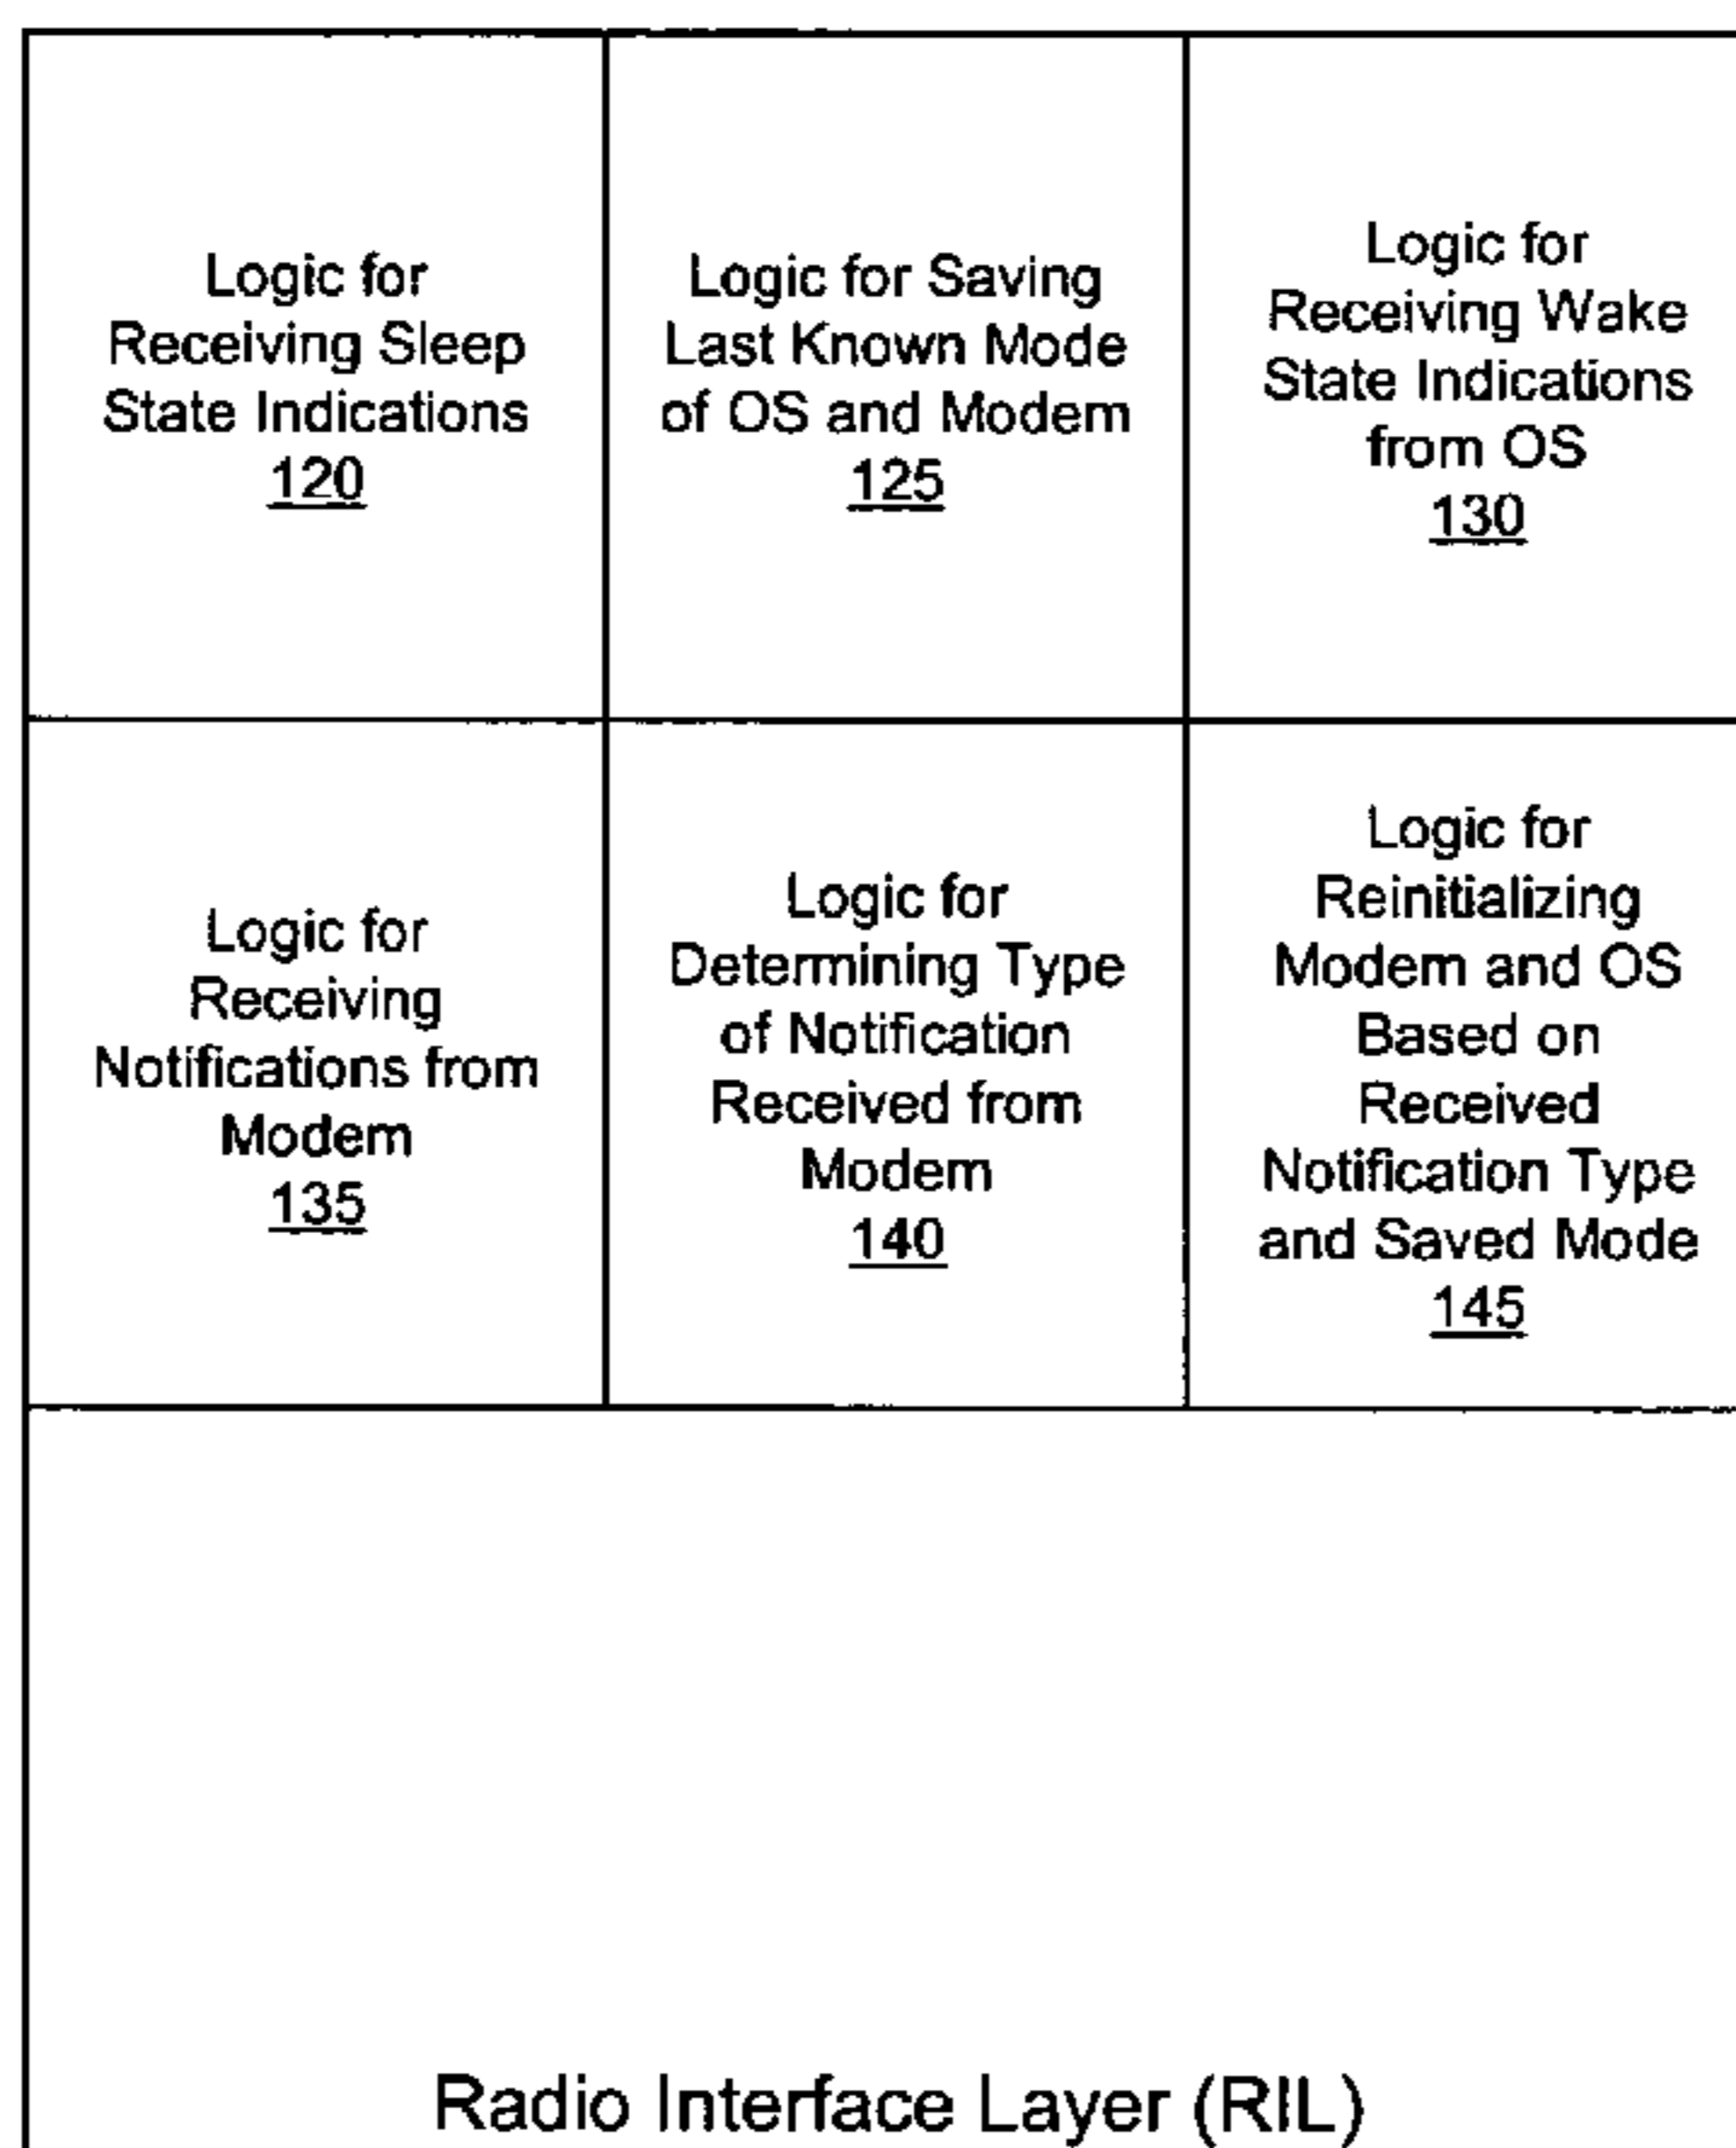 Logic for
Receiving Sleep
State Indications
120
Logic for Saving
Last Known Mode
of OS and Modem
125
Logic for
Receiving Wake
State Indications
from OS
130
Logic for
Receiving
Notifications from
Modem
135
Logic for
Determining Type
of Notification
Received from
Modem
140
Logic for
Reinitializing
Modem and OS
Based on
Received
Notification Type
and Saved Mode
145
Radio Interface Layer (RIL)